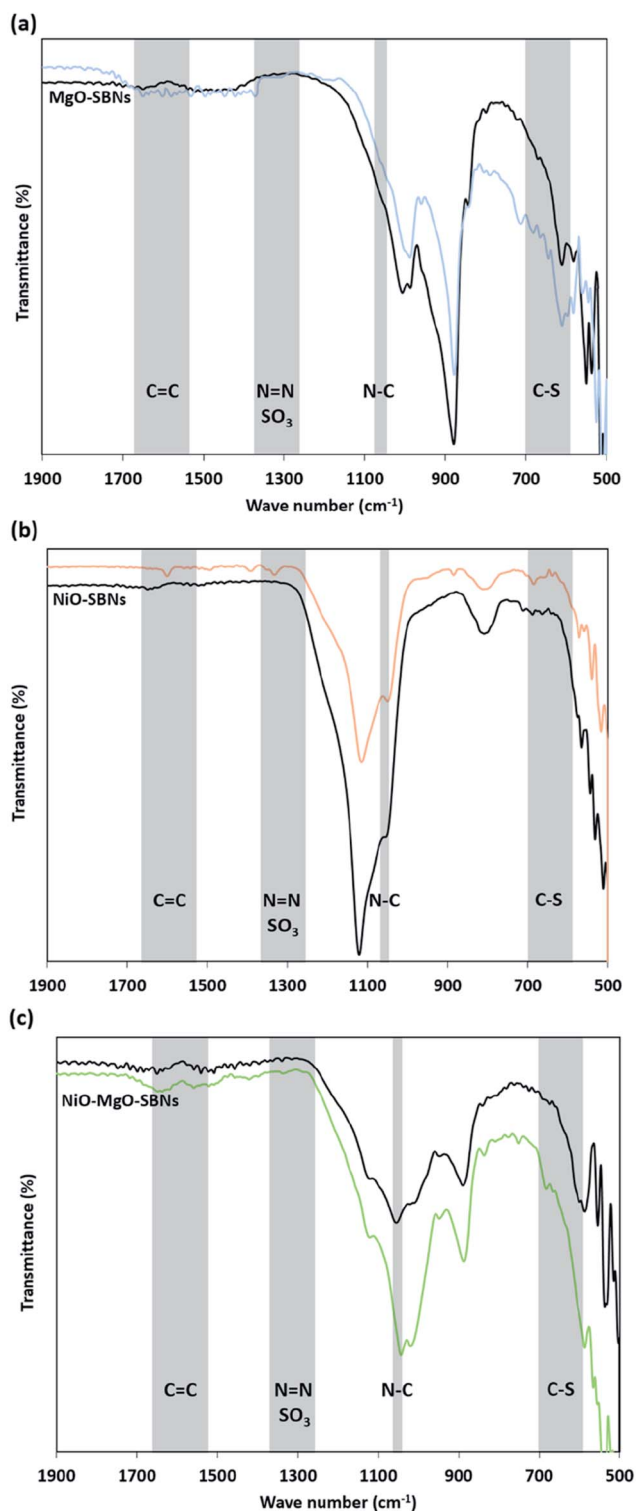 (a)
MgO-SBNs
Transmittance (%)
C=C
N=N
SO₃
N-C
C-S
1900 1700 1500 1300 1100 900 700 500
Wave number (cm⁻¹)
(b)
NiO-SBNs
Transmittance (%)
C=C
N=N
SO₃
N-C
C-S
1900 1700 1500 1300 1100 900 700 500
Wave number (cm⁻¹)
(c)
NiO-MgO-SBNs
Transmittance (%)
C=C
N=N
SO₃
N-C
C-S
1900 1700 1500 1300 1100 900 700 500
Wave number (cm⁻¹)